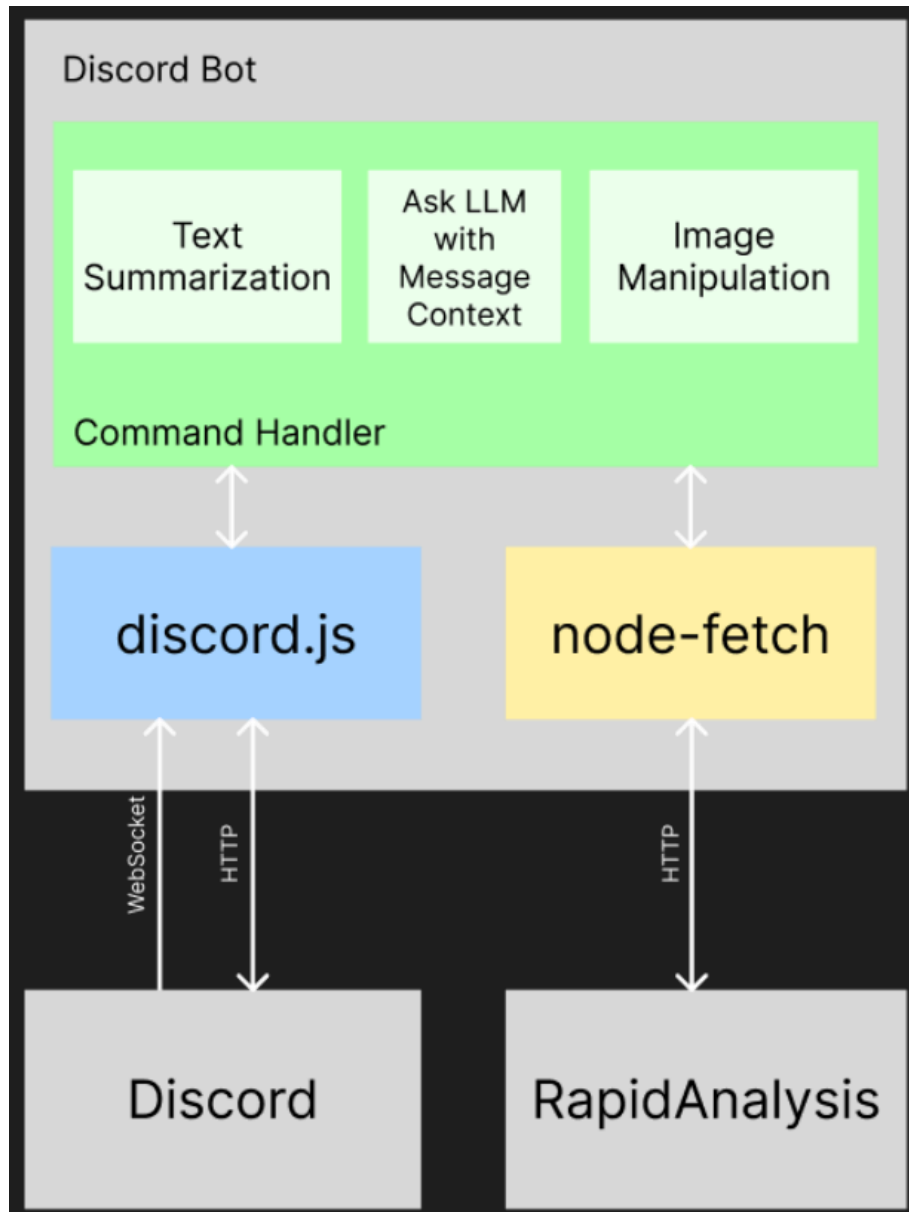 Discord Bot
Text
Summarization
Ask LLM
with
Message
Context
Image
Manipulation
Command Handler
discord.js
node-fetch
WebSocket
HTTP
HTTP
Discord
RapidAnalysis